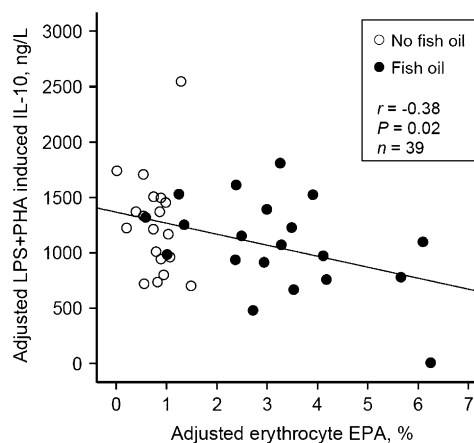 Adjusted LPS+PHA induced IL-10, ng/L
3000
2500
2000
1500
1000
500
0
No fish oil
Fish oil
r = -0.38
P = 0.02
n = 39
0 1 2 3 4 5 6 7
Adjusted erythrocyte EPA, %